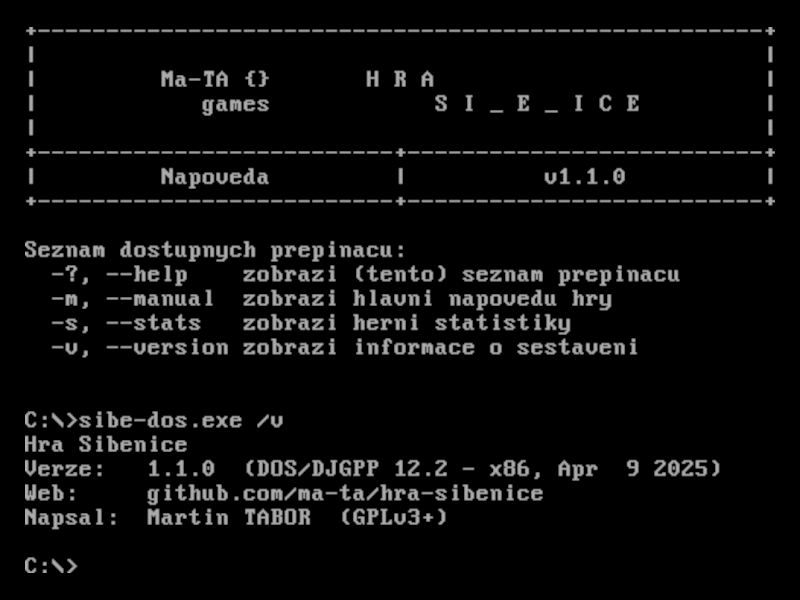 +--------------------------+--------------------------+
Ma-TA {} H R A
games S I _ E _ I C E
+--------------------------+--------------------------+
| Napoveda | v1.1.0 |
+--------------------------+--------------------------+
Seznam dostupnych prepinacu:
-?, --help zobrazi (tento) seznam prepinacu
-m, --manual zobrazi hlavni napovedu hry
-s, --stats zobrazi herni statistiky
-v, --version zobrazi informace o sestaveni
C:\>sibe-dos.exe /v
Hra Sibenice
Verze: 1.1.0 (DOS/DJGPP 12.2 - x86, Apr 9 2025)
Web: github.com/ma-ta/hra-sibenice
Napsal: Martin TABOR (GPLv3+)
C:\>